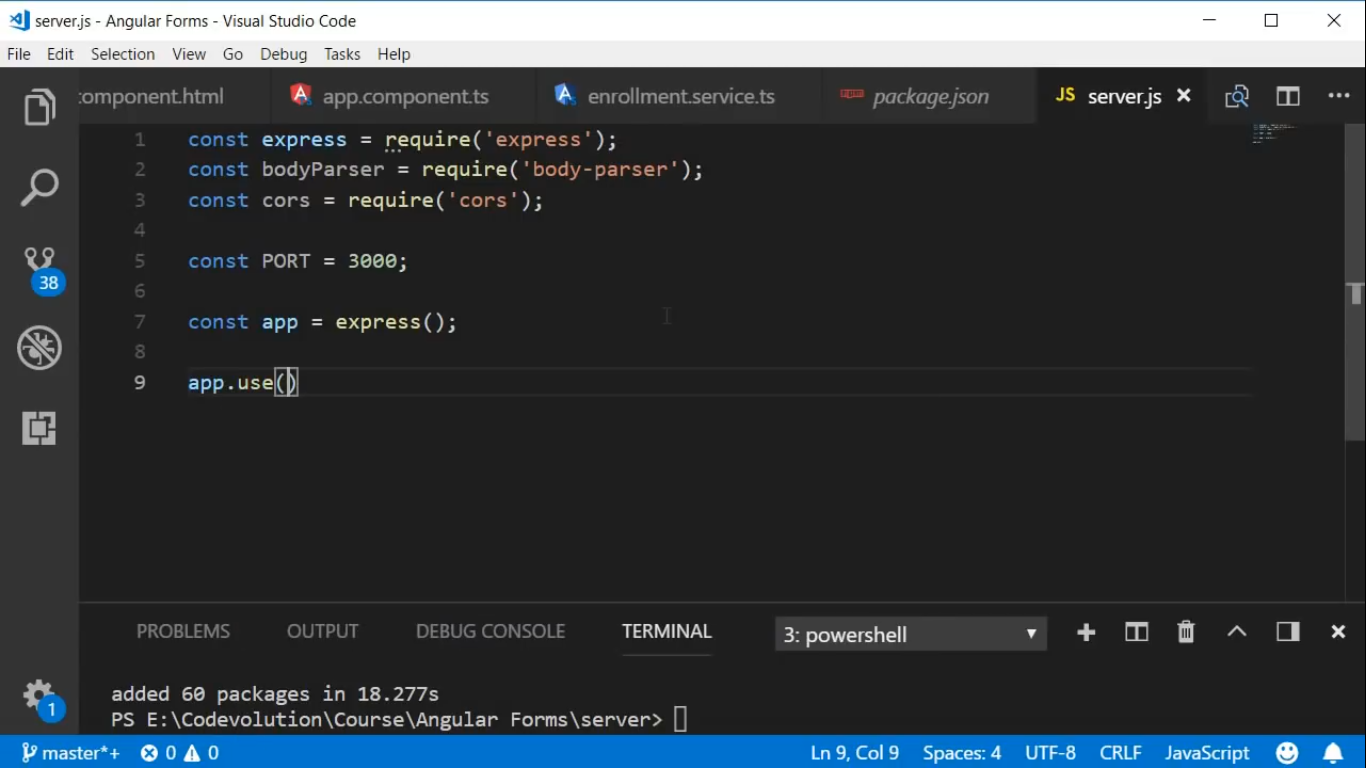 server.js - Angular Forms - Visual Studio Code
File Edit Selection View Go Debug Tasks Help
component.html app.component.ts enrollment.service.ts package.json JS server.js
1 const express = require('express');
2 const bodyParser = require('body-parser');
3 const cors = require('cors');
4
5 const PORT = 3000;
6
7 const app = express();
8
9 app.use()
38
PROBLEMS OUTPUT DEBUG CONSOLE TERMINAL 3: powershell
added 60 packages in 18.277s
PS E:\Codevolution\Course\Angular Forms\server>
1
master*+ 0 0 Ln 9, Col 9 Spaces: 4 UTF-8 CRLF JavaScript